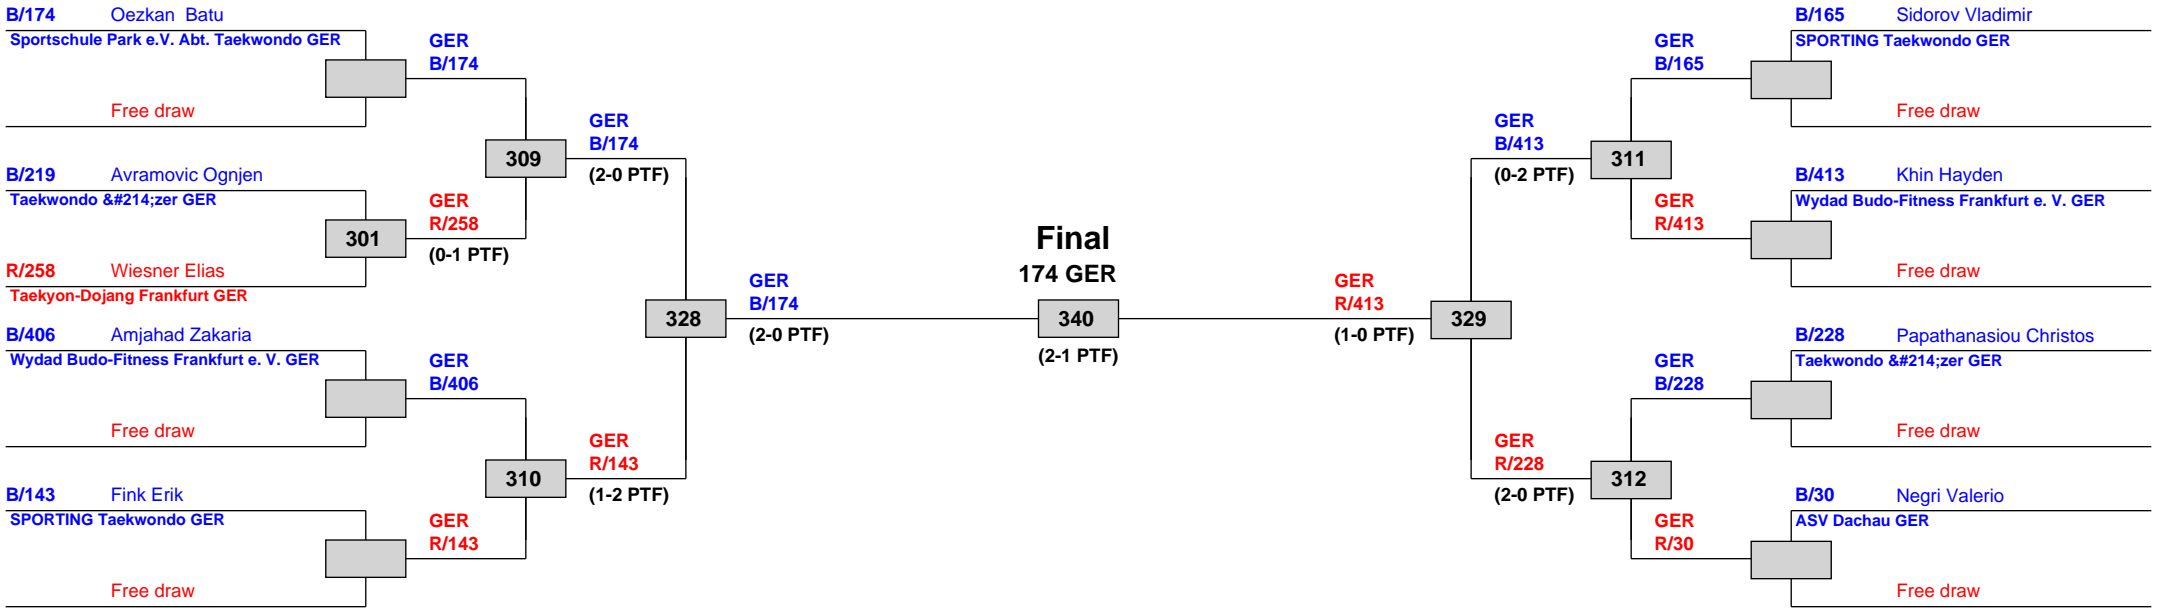 B/174 Oezkan  Batu
Sportschule Park e.V. Abt. Taekwondo GER
Free draw
B/219 Avramovic Ognjen
Taekwondo &#214;zer GER
R/258 Wiesner Elias
Taekyon-Dojang Frankfurt GER
B/406 Amjahad Zakaria
Wydad Budo-Fitness Frankfurt e. V. GER
Free draw
B/143 Fink Erik
SPORTING Taekwondo GER
Free draw
GER
B/174
301
GER
R/258
(0-1 PTF)
GER
B/406
GER
R/143
309
GER
B/174
(2-0 PTF)
310
GER
R/143
(1-2 PTF)
328
GER
B/174
(2-0 PTF)
Final
174 GER
340
(2-1 PTF)
GER
R/413
(1-0 PTF)
329
GER
B/413
(0-2 PTF)
311
GER
R/228
(2-0 PTF)
312
GER
B/165
GER
R/413
GER
B/228
GER
R/30
B/165 Sidorov Vladimir
SPORTING Taekwondo GER
Free draw
B/413 Khin Hayden
Wydad Budo-Fitness Frankfurt e. V. GER
Free draw
B/228 Papathanasiou Christos
Taekwondo &#214;zer GER
Free draw
B/30 Negri Valerio
ASV Dachau GER
Free draw